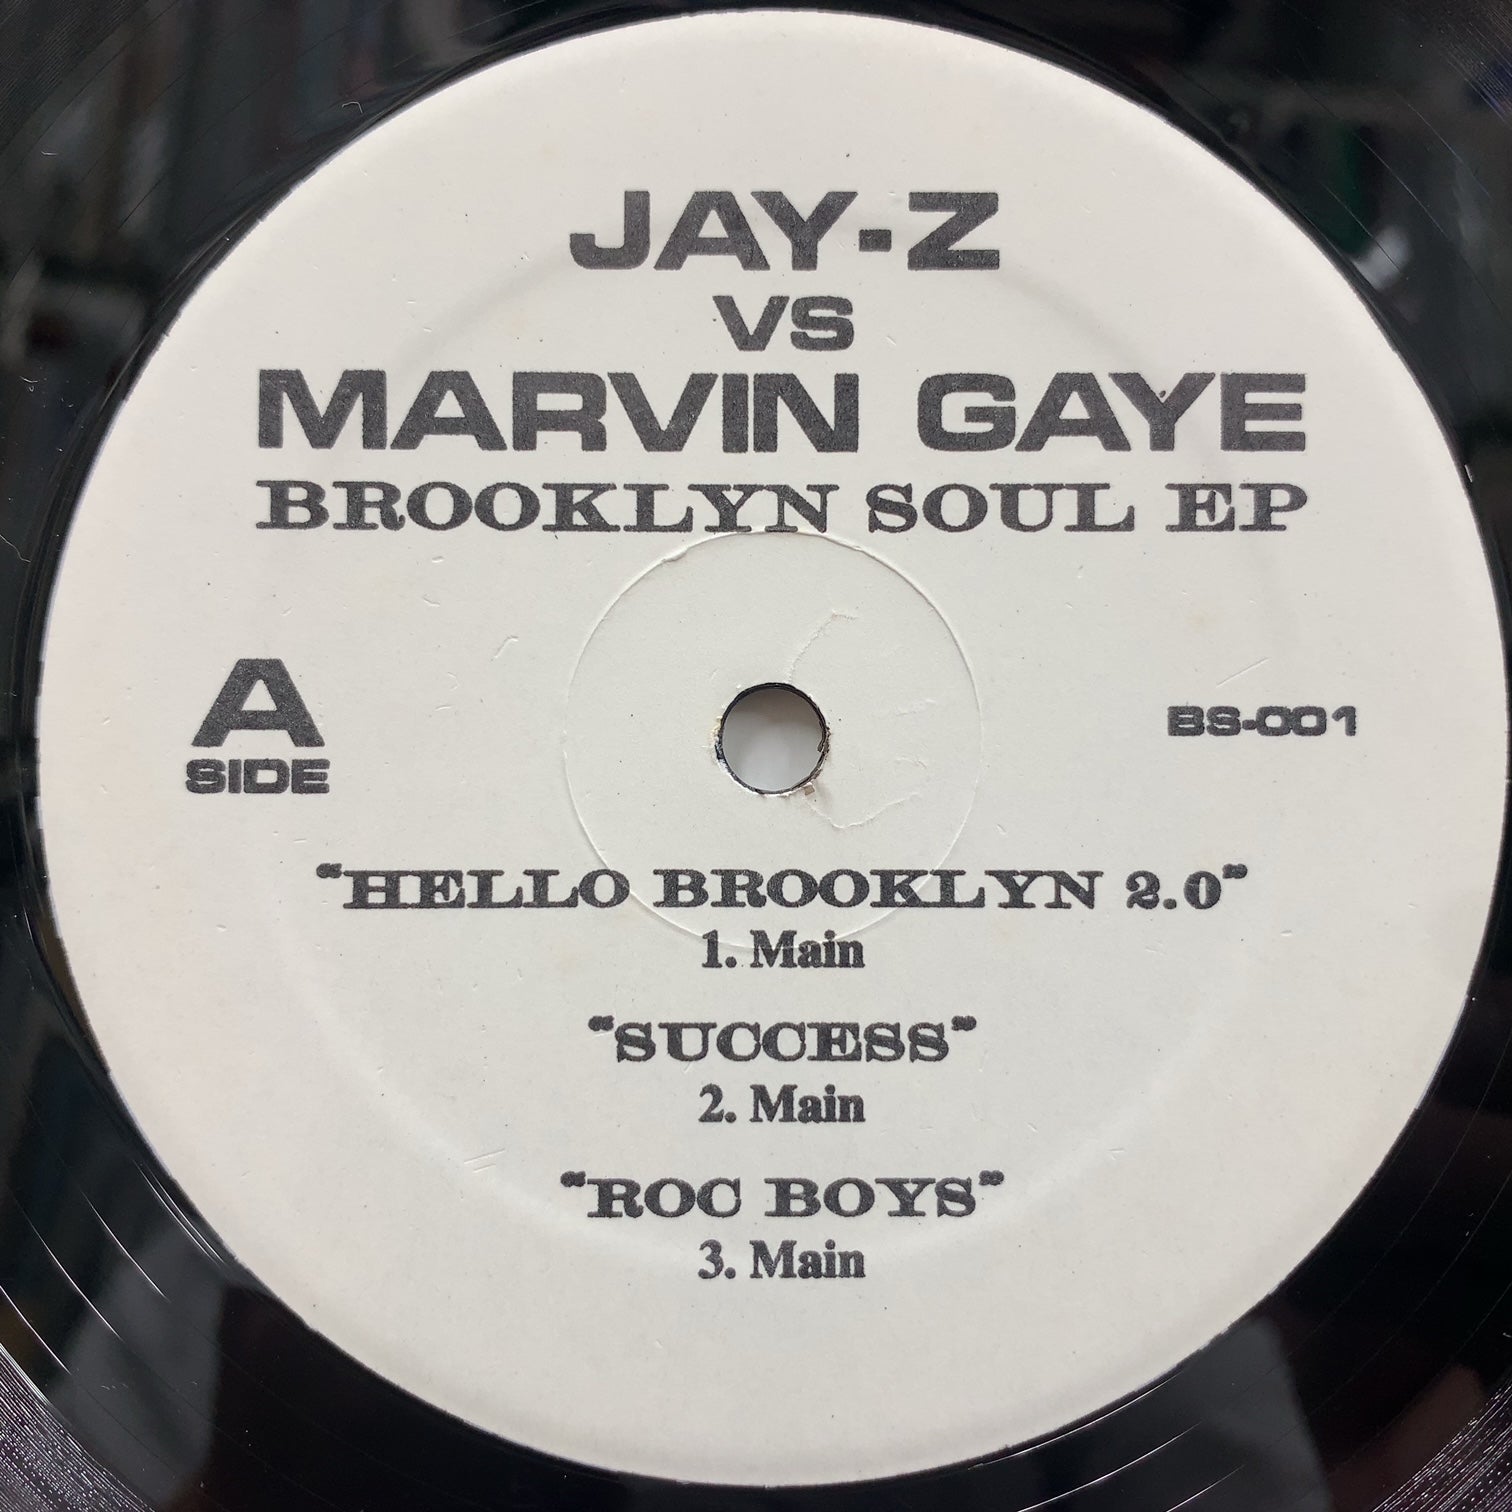 JAY-Z
VS
MARVIN GAYE
BROOKLYN SOUL EP
A
SIDE
BS-001
“HELLO BROOKLYN 2.0”
1. Main
“SUCCESS”
2. Main
“ROC BOYS”
3. Main